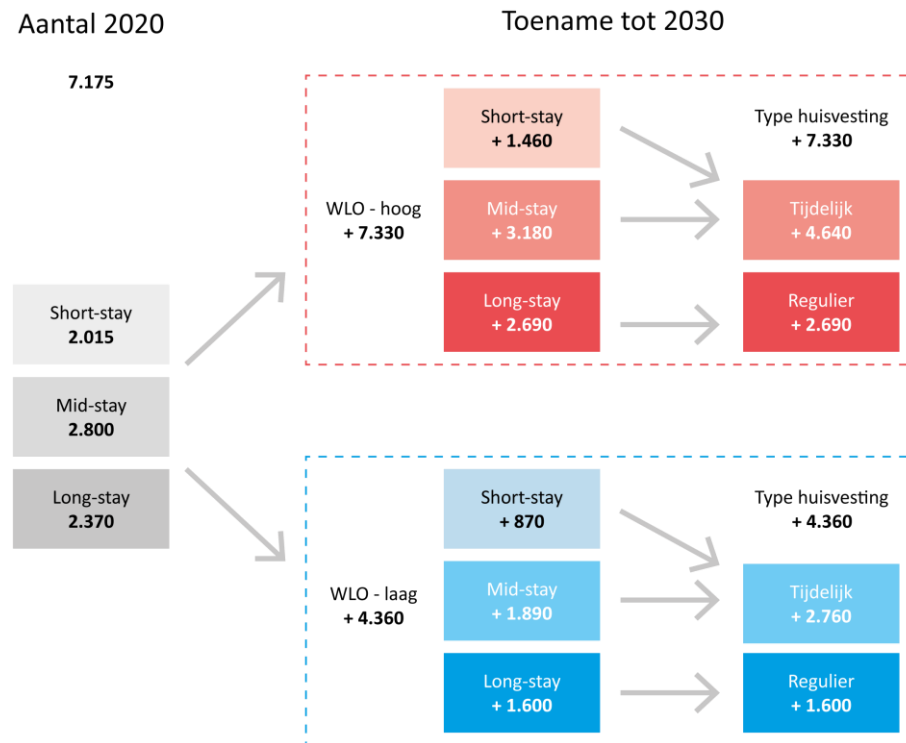 Aantal 2020
Toename tot 2030
7.175
Short-stay
2.015
Mid-stay
2.800
Long-stay
2.370
WLO - hoog
+ 7.330
Short-stay
+ 1.460
Mid-stay
+ 3.180
Long-stay
+ 2.690
Type huisvesting
+ 7.330
Tijdelijk
+ 4.640
Regulier
+ 2.690
WLO - laag
+ 4.360
Short-stay
+ 870
Mid-stay
+ 1.890
Long-stay
+ 1.600
Type huisvesting
+ 4.360
Tijdelijk
+ 2.760
Regulier
+ 1.600